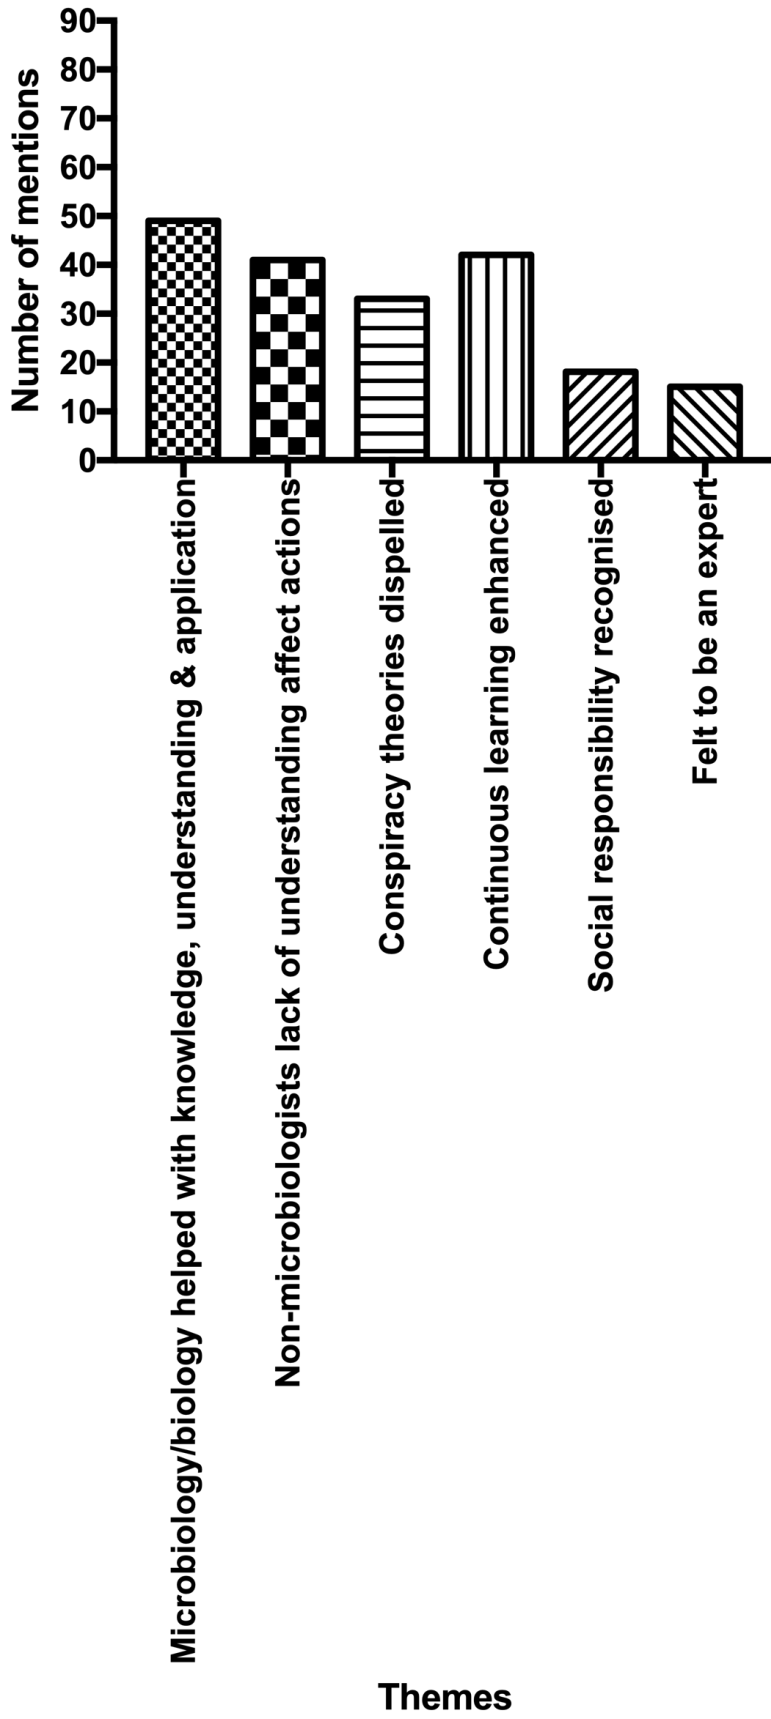 Number of mentions
90
80
70
60
50
40
30
20
10
0
Microbiology/biology helped with knowledge, understanding & application
Non-microbiologists lack of understanding affect actions
Conspiracy theories dispelled
Continuous learning enhanced
Social responsibility recognised
Felt to be an expert
Themes